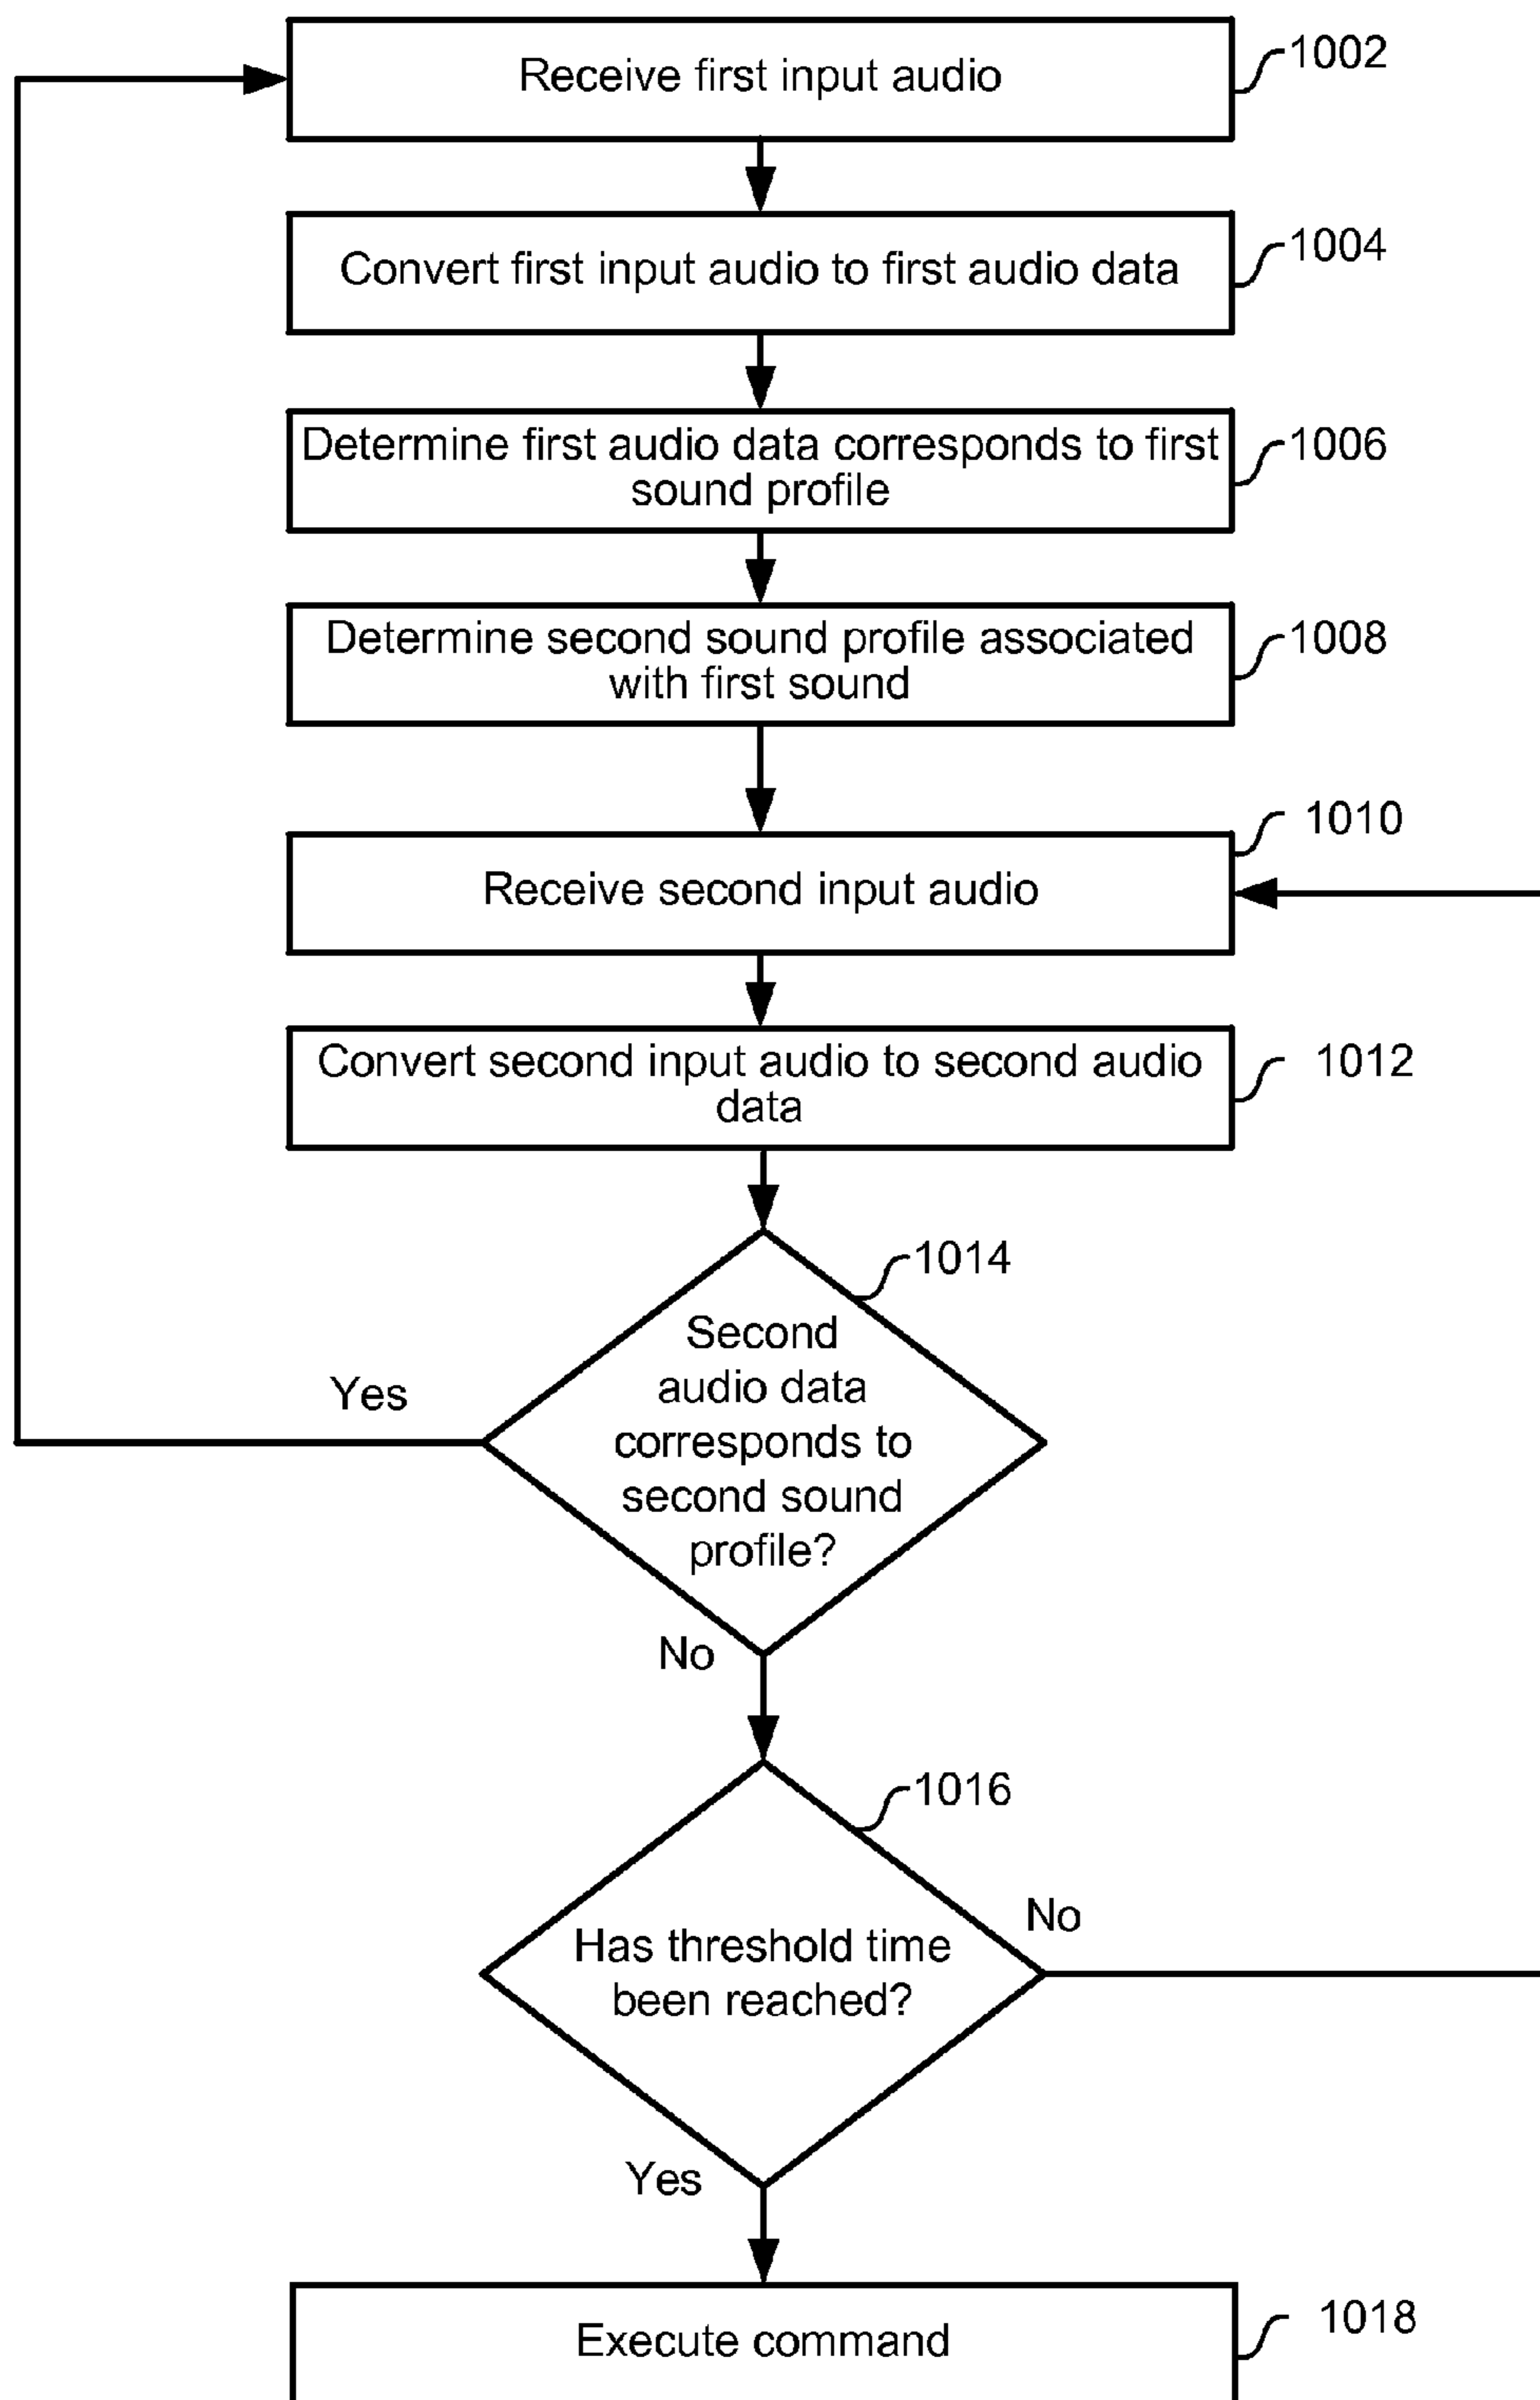 Receive first input audio
1002
Convert first input audio to first audio data
1004
Determine first audio data corresponds to first
sound profile
1006
Determine second sound profile associated
with first sound
1008
1010
Receive second input audio
Convert second input audio to second audio
data
1012
1014
Second
audio data
corresponds to
second sound
profile?
Yes
No
1016
Has threshold time
been reached?
No
Yes
Execute command
1018